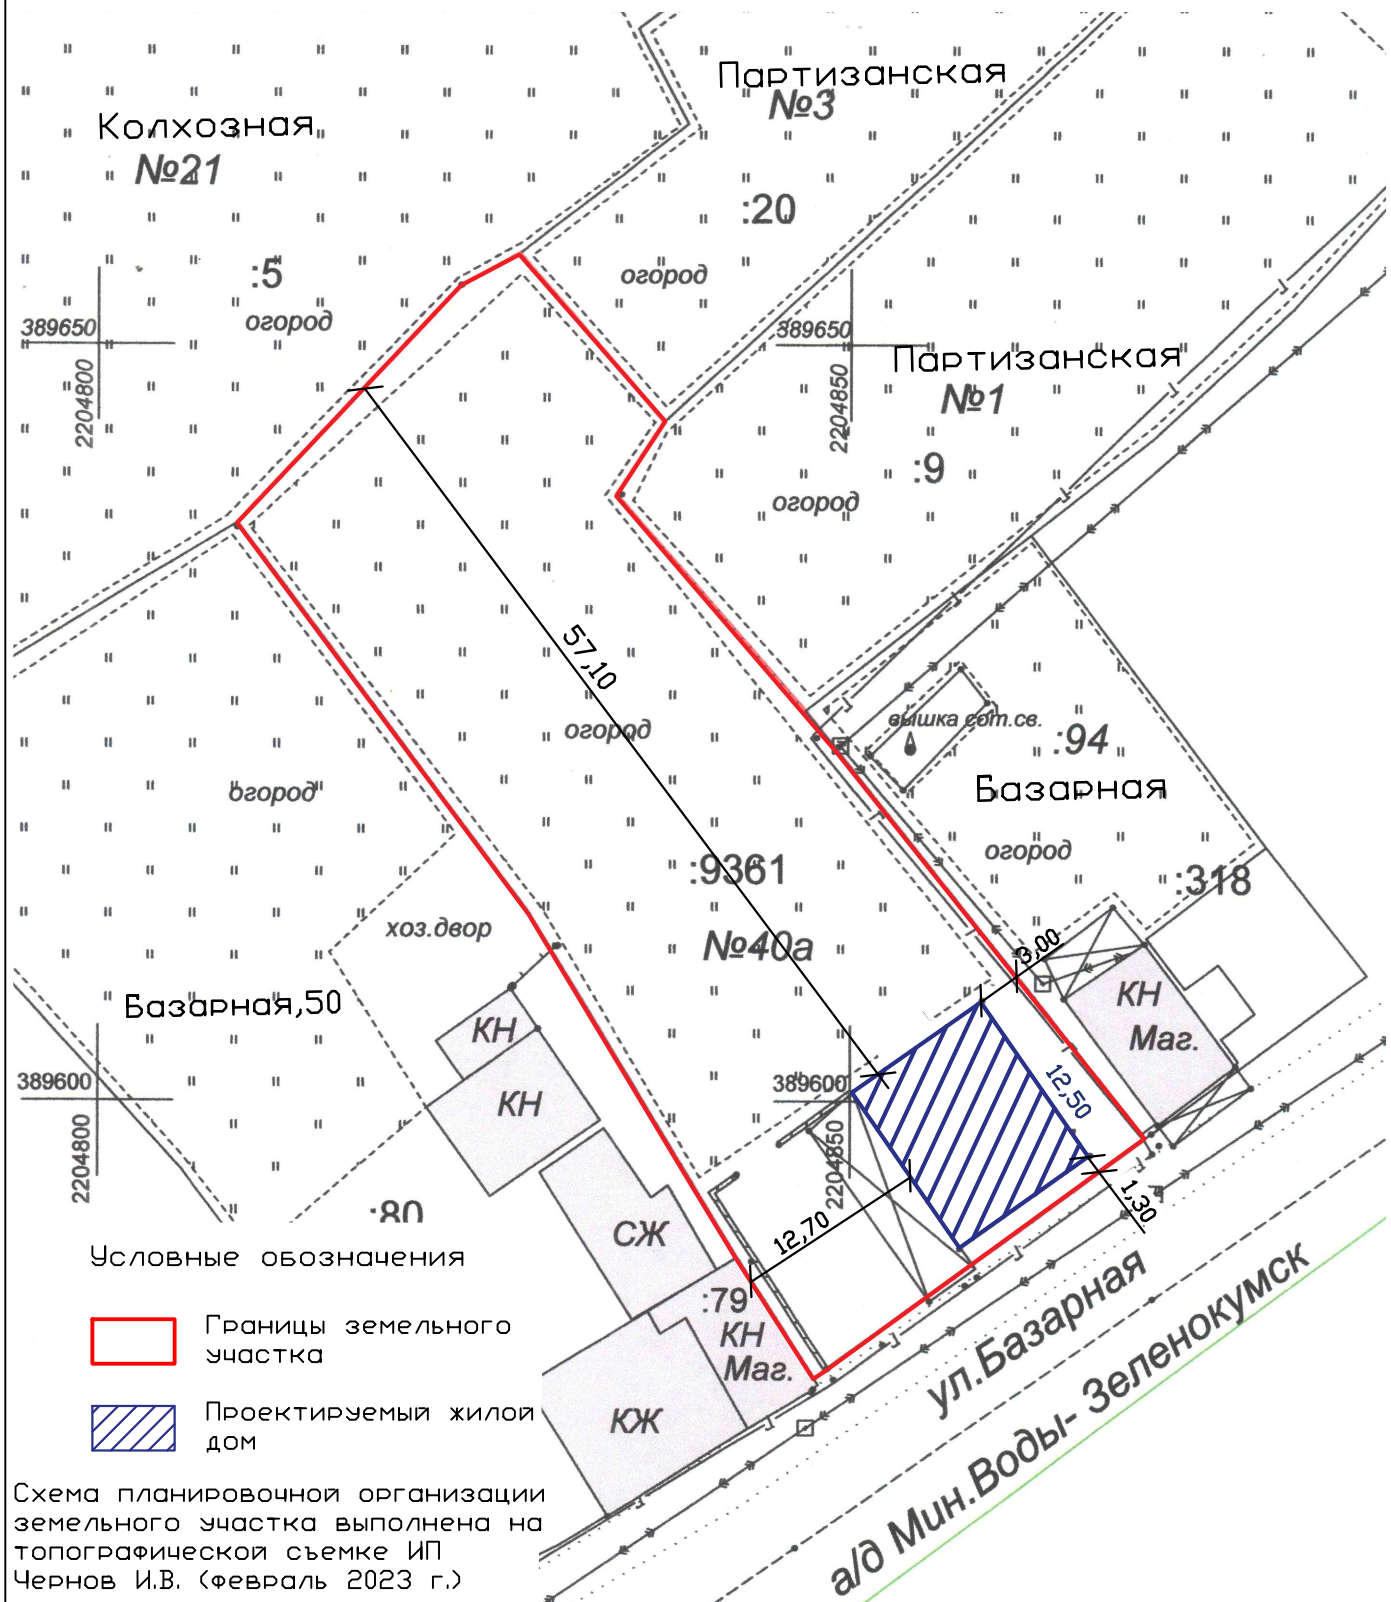 Партизанская
№3
Колхозная
№21
:20
:5
огород
огород
389650
2204800
389650
2204850
Партизанская
№1
:9
огород
57,10
огород
вышка сот.св.
:94
Базарная
огород
огород
:9361
:318
хоз.двор
№40а
3,00
Базарная,50
КН
КН
КН
Маг.
389600
2204800
389600
2204850
12,50
:80
СЖ
12,70
1,30
Условные обозначения
:79
КН
Маг.
КЖ
Границы земельного
участка
Проектируемый жилой
дом
ул.Базарная
а/д Мин.Воды- Зеленокумск
Схема планировочной организации
земельного участка выполнена на
топографической съемке ИП
Чернов И.В. (февраль 2023 г.)